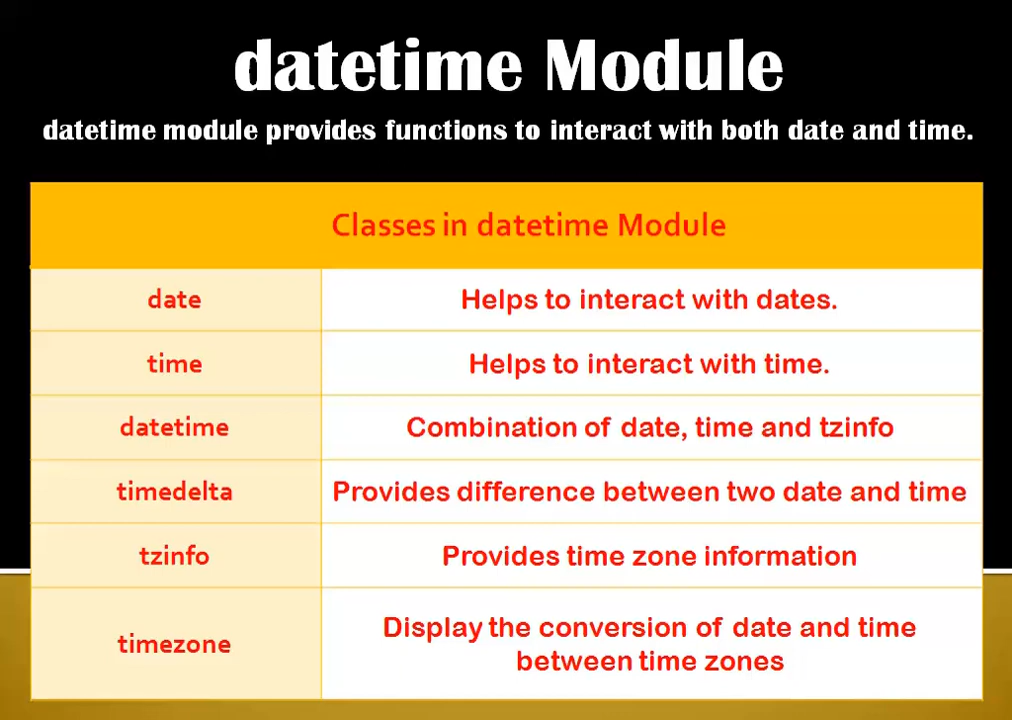 datetime Module
datetime module provides functions to interact with both date and time.
Classes in datetime Module
date
Helps to interact with dates.
time
Helps to interact with time.
datetime
Combination of date, time and tzinfo
timedelta
Provides difference between two date and time
tzinfo
Provides time zone information
timezone
Display the conversion of date and time
between time zones